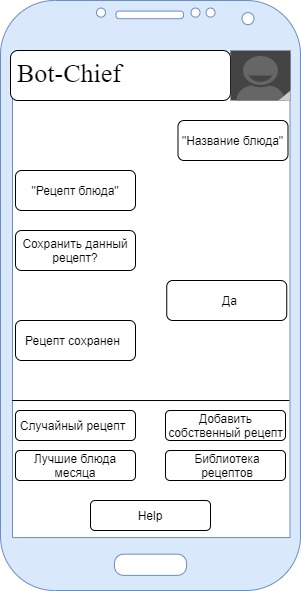 Bot-Chief
"Название блюда"
"Рецепт блюда"
Сохранить данный
рецепт?
Да
Рецепт сохранен
Случайный рецепт
Добавить
собственный рецепт
Лучшие блюда
месяца
Библиотека
рецептов
Help